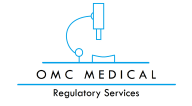 OMC MEDICAL
Regulatory Services